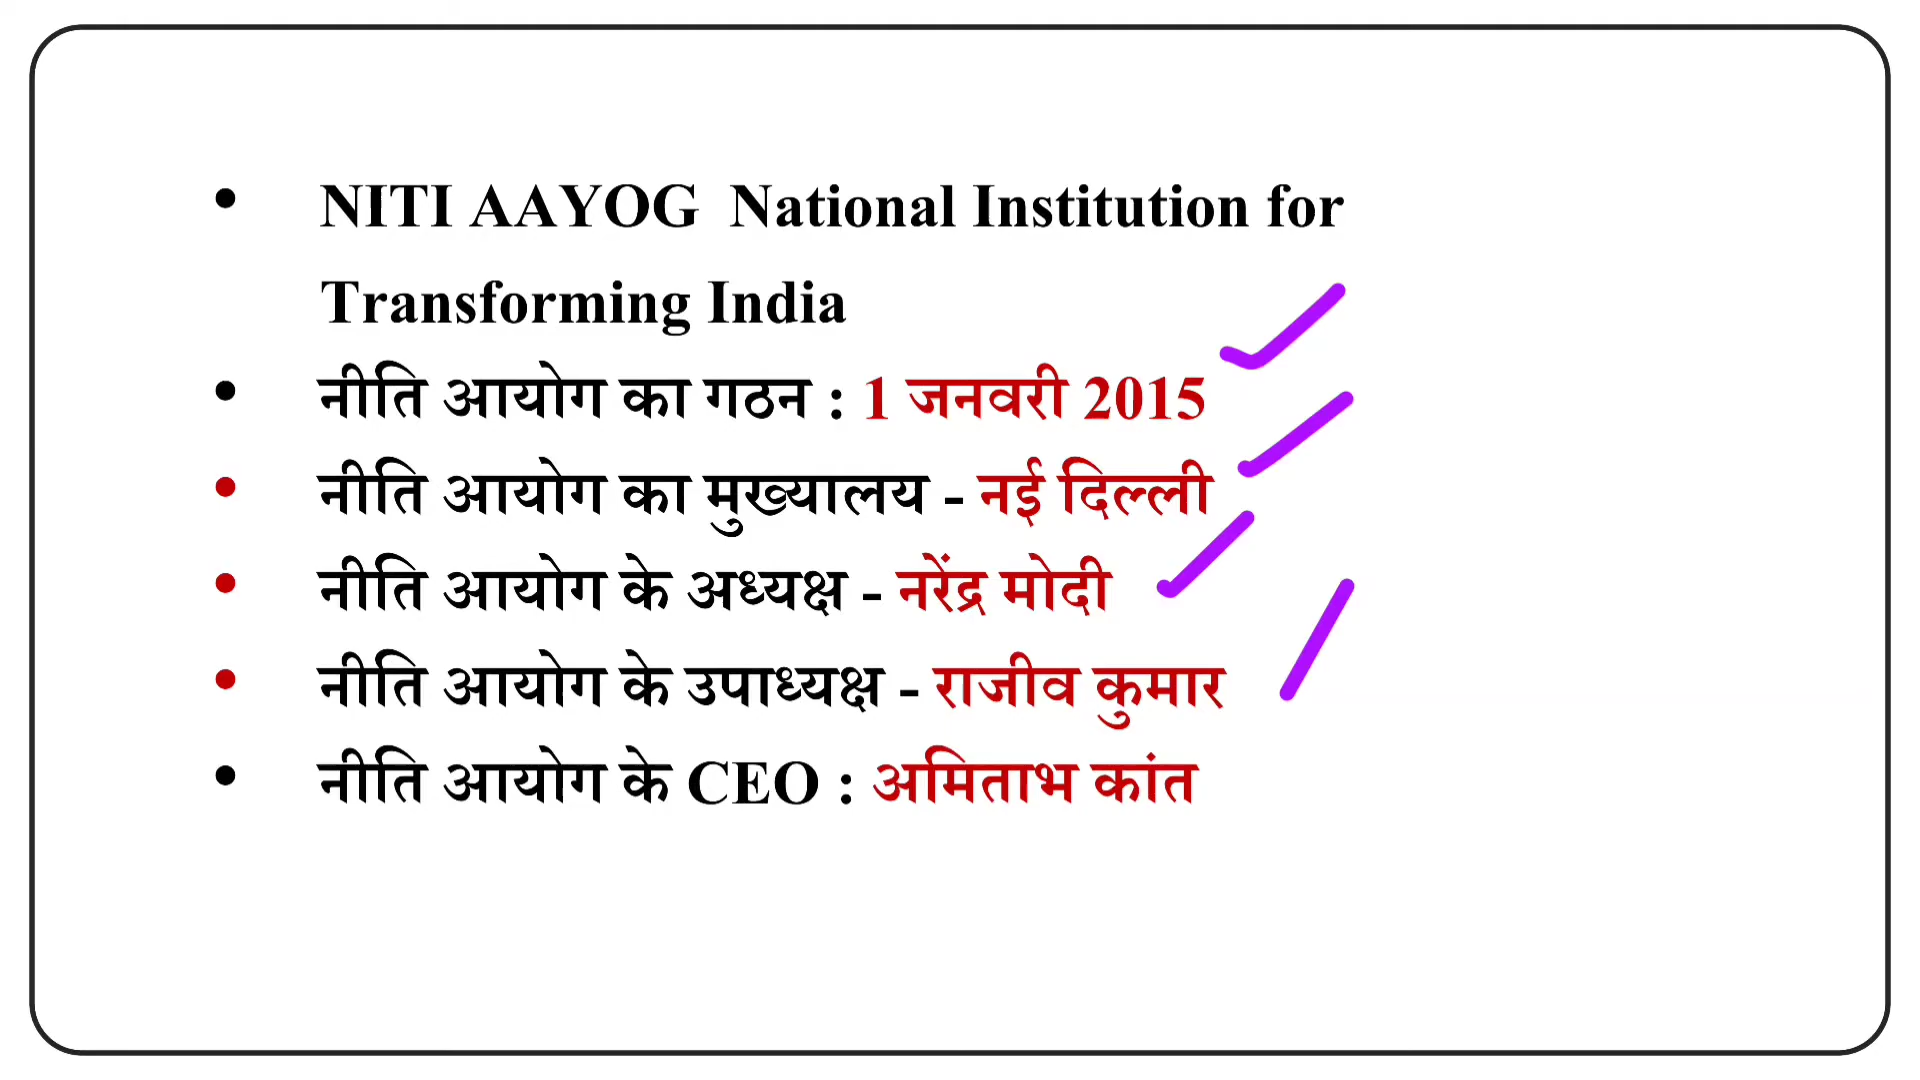 • NITI AAYOG National Institution for
Transforming India
• नीति आयोग का गठन : 1 जनवरी 2015
• नीति आयोग का मुख्यालय - नई दिल्ली
• नीति आयोग के अध्यक्ष - नरेंद्र मोदी
• नीति आयोग के उपाध्यक्ष - राजीव कुमार
• नीति आयोग के CEO : अमिताभ कांत